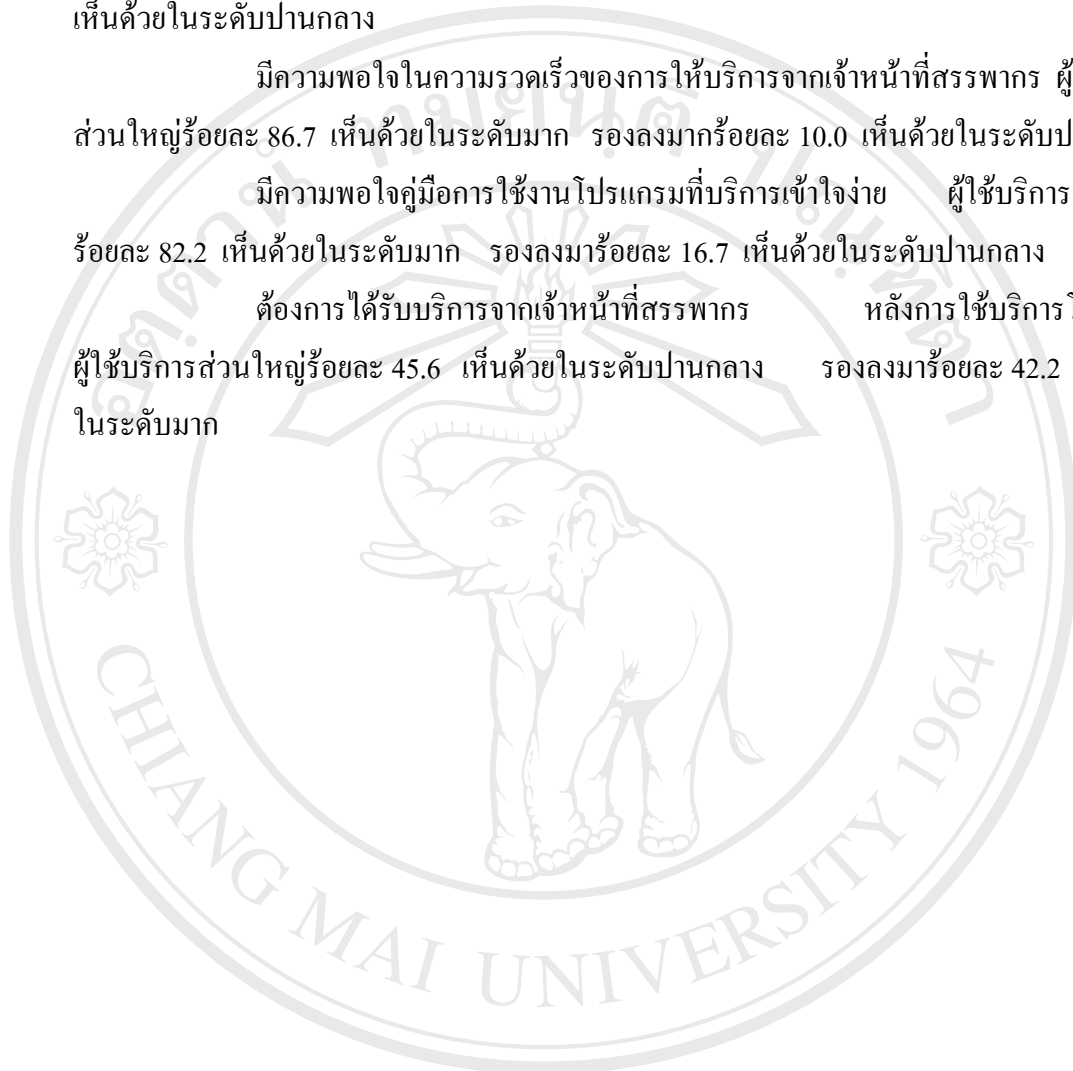 เห็นด้วยในระดับปานกลาง
มีความพอใจในความรวดเร็วของการให้บริการจากเจ้าหน้าที่สรรพากร ผู้
ส่วนใหญ่ร้อยละ 86.7 เห็นด้วยในระดับมาก รองลงมากร้อยละ 10.0 เห็นด้วยในระดับป
มีความพอใจคู่มือการใช้งานโปรแกรมที่บริการเข้าใจง่าย ผู้ใช้บริการ
ร้อยละ 82.2 เห็นด้วยในระดับมาก รองลงมาร้อยละ 16.7 เห็นด้วยในระดับปานกลาง
ต้องการได้รับบริการจากเจ้าหน้าที่สรรพากร หลังการใช้บริการโ
ผู้ใช้บริการส่วนใหญ่ร้อยละ 45.6 เห็นด้วยในระดับปานกลาง รองลงมาร้อยละ 42.2
ในระดับมาก
อตฺตานํ ทมยนฺติ ปณฺฑิตา
CHIANG MAI UNIVERSITY 1964